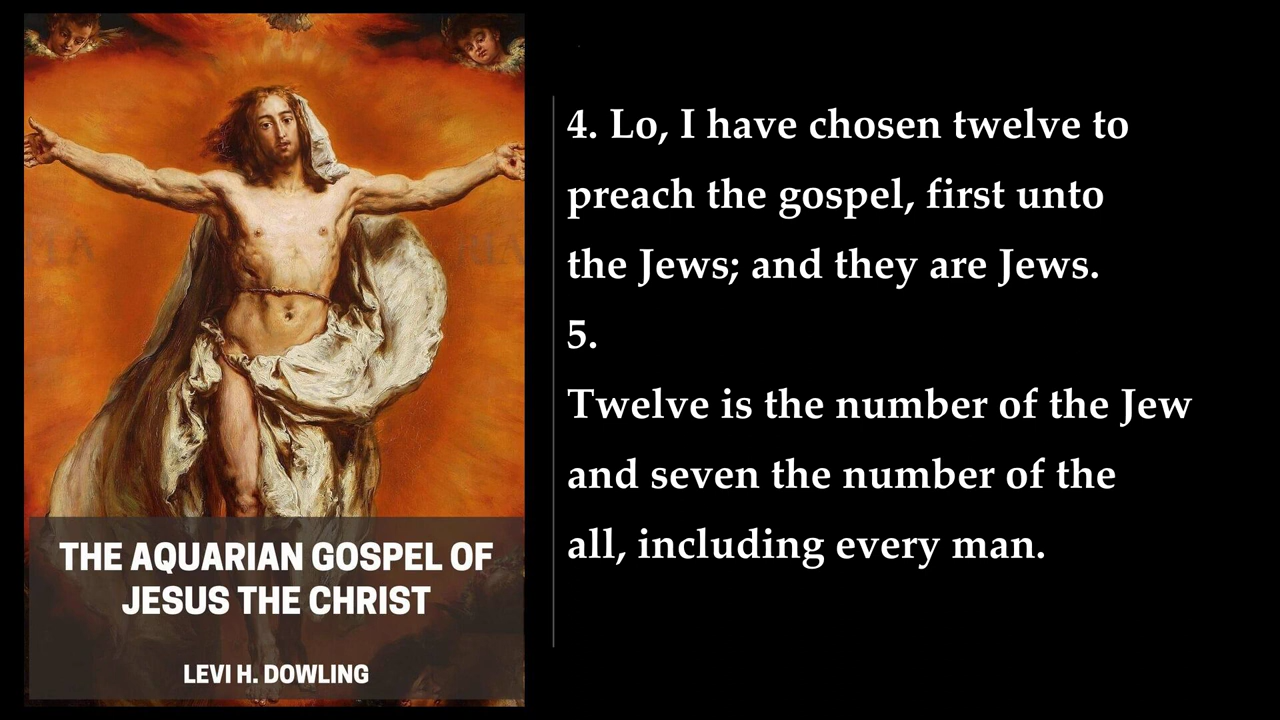 THE AQUARIAN GOSPEL OF
JESUS THE CHRIST
LEVI H. DOWLING
4. Lo, I have chosen twelve to
preach the gospel, first unto
the Jews; and they are Jews.
5.
Twelve is the number of the Jew
and seven the number of the
all, including every man.